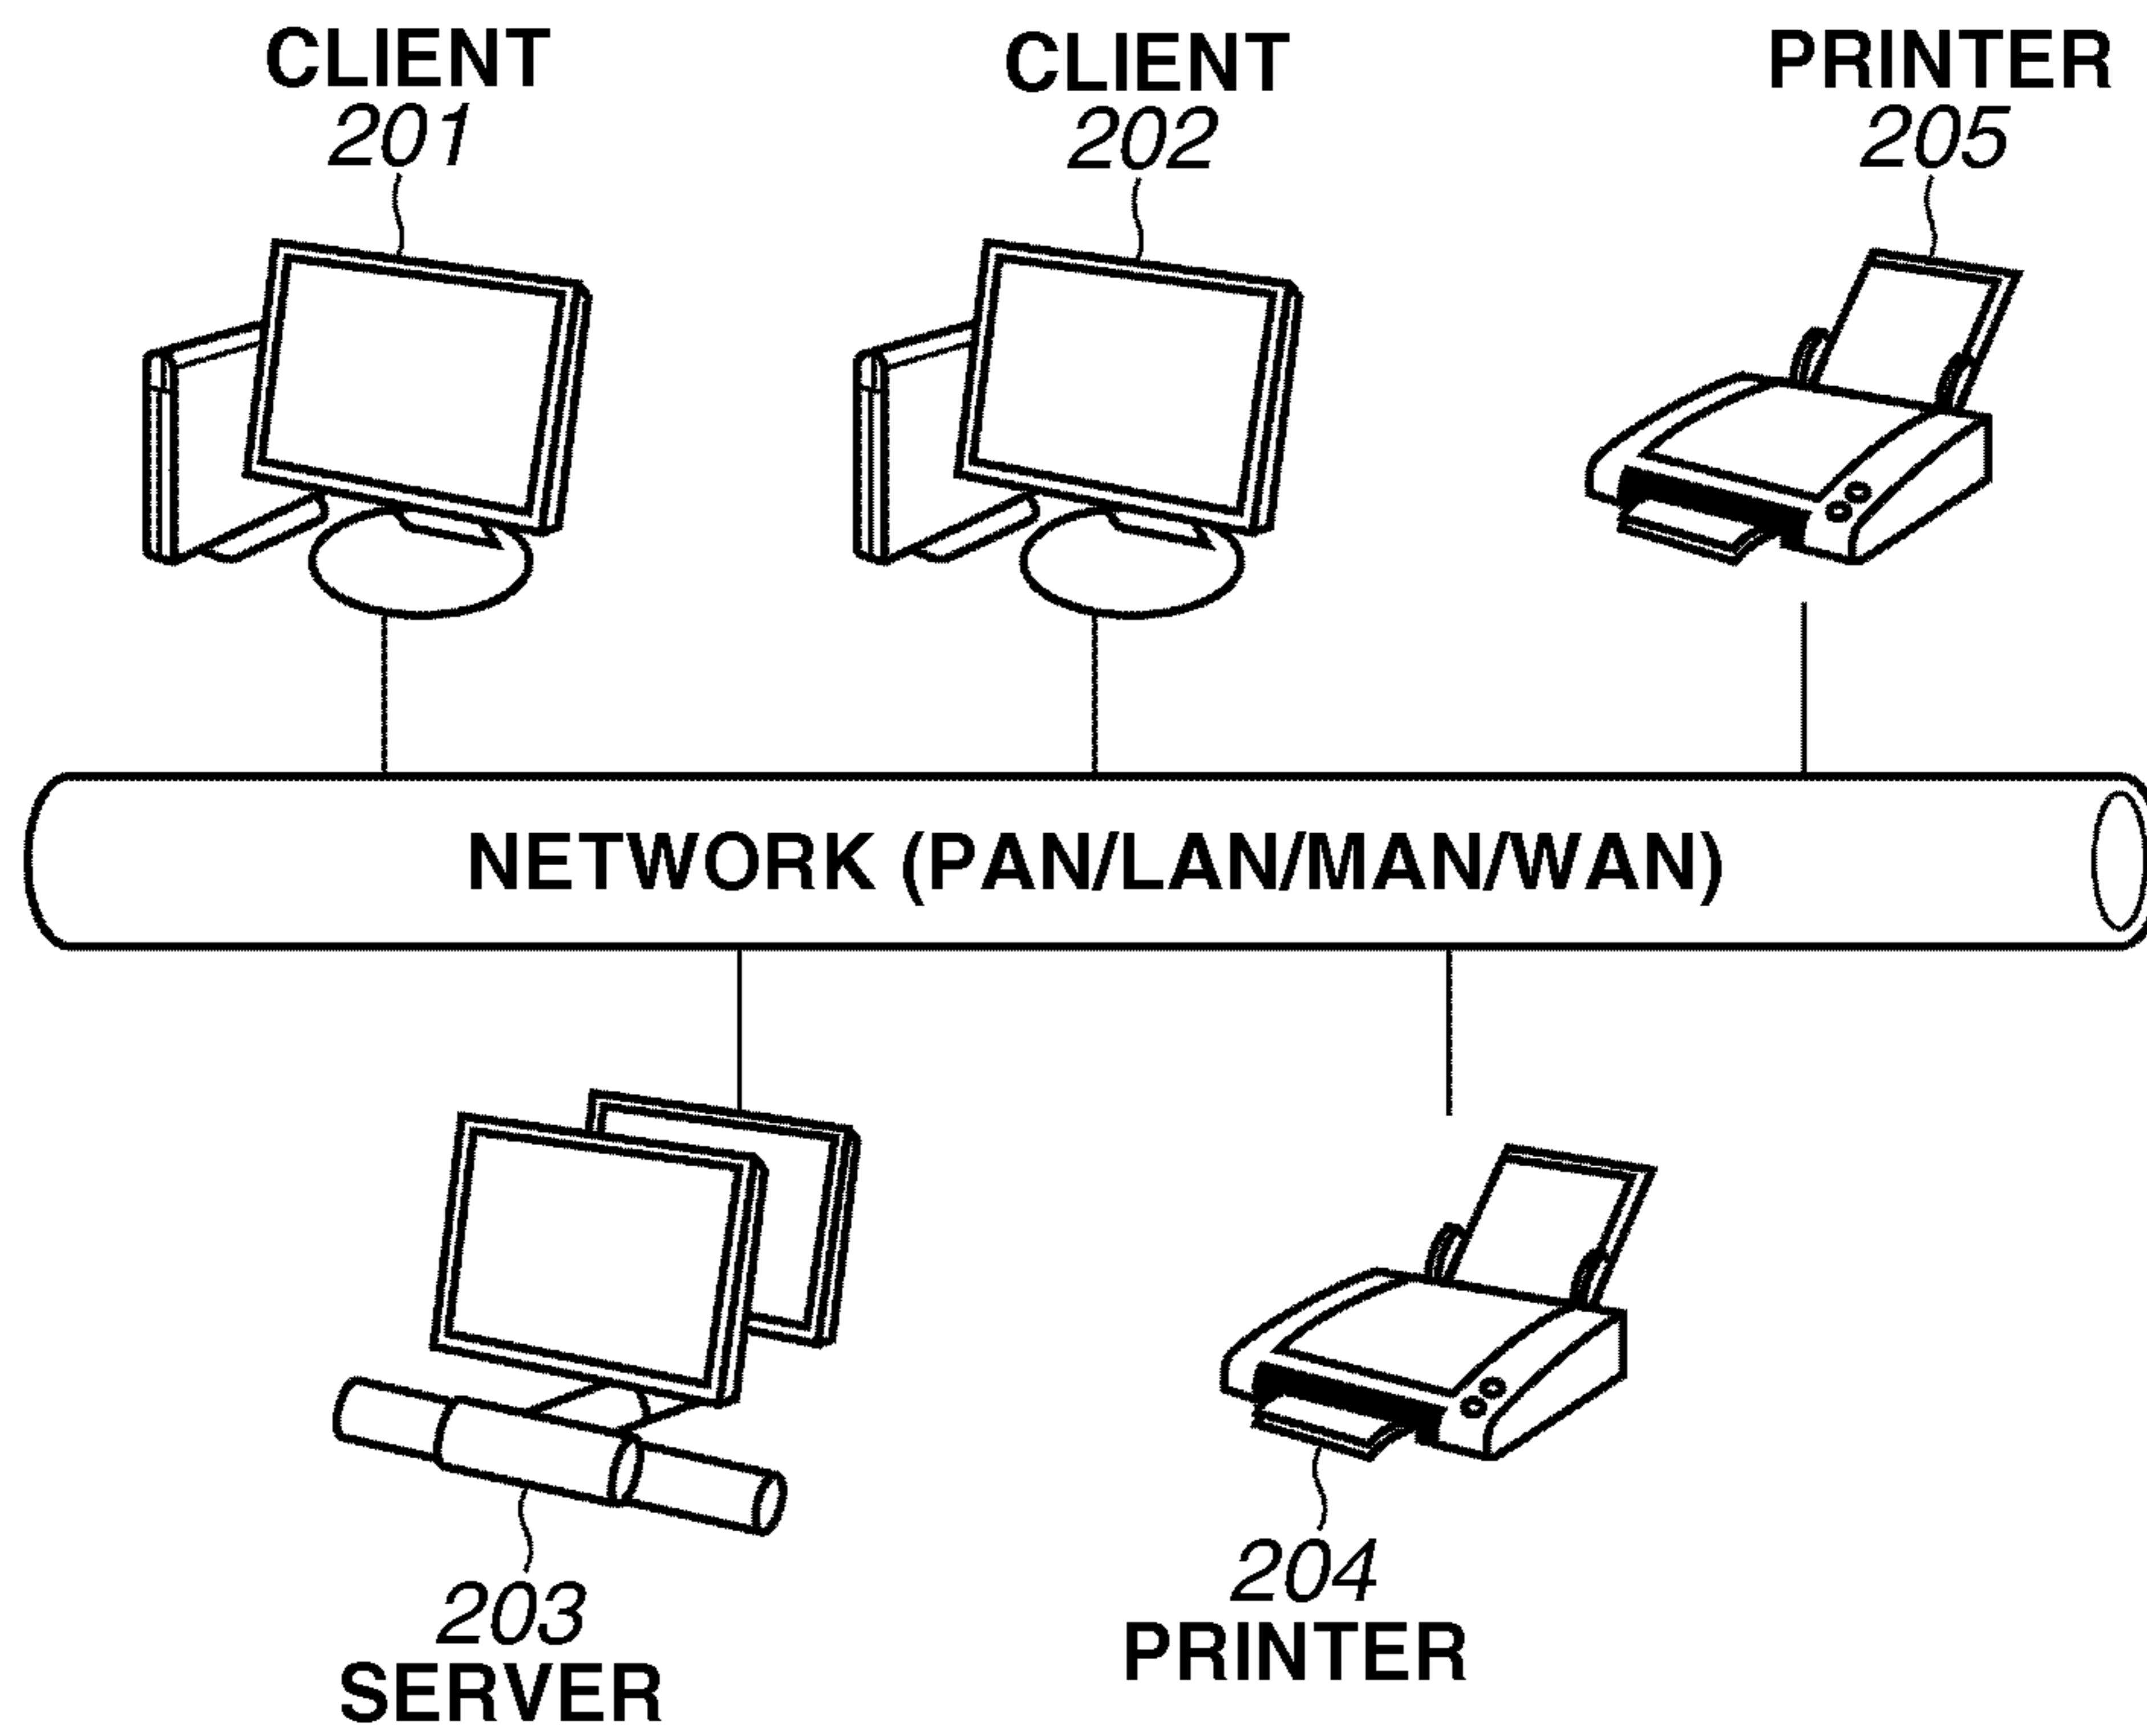 CLIENT
201
CLIENT
202
PRINTER
205
NETWORK (PAN/LAN/MAN/WAN)
203
SERVER
204
PRINTER